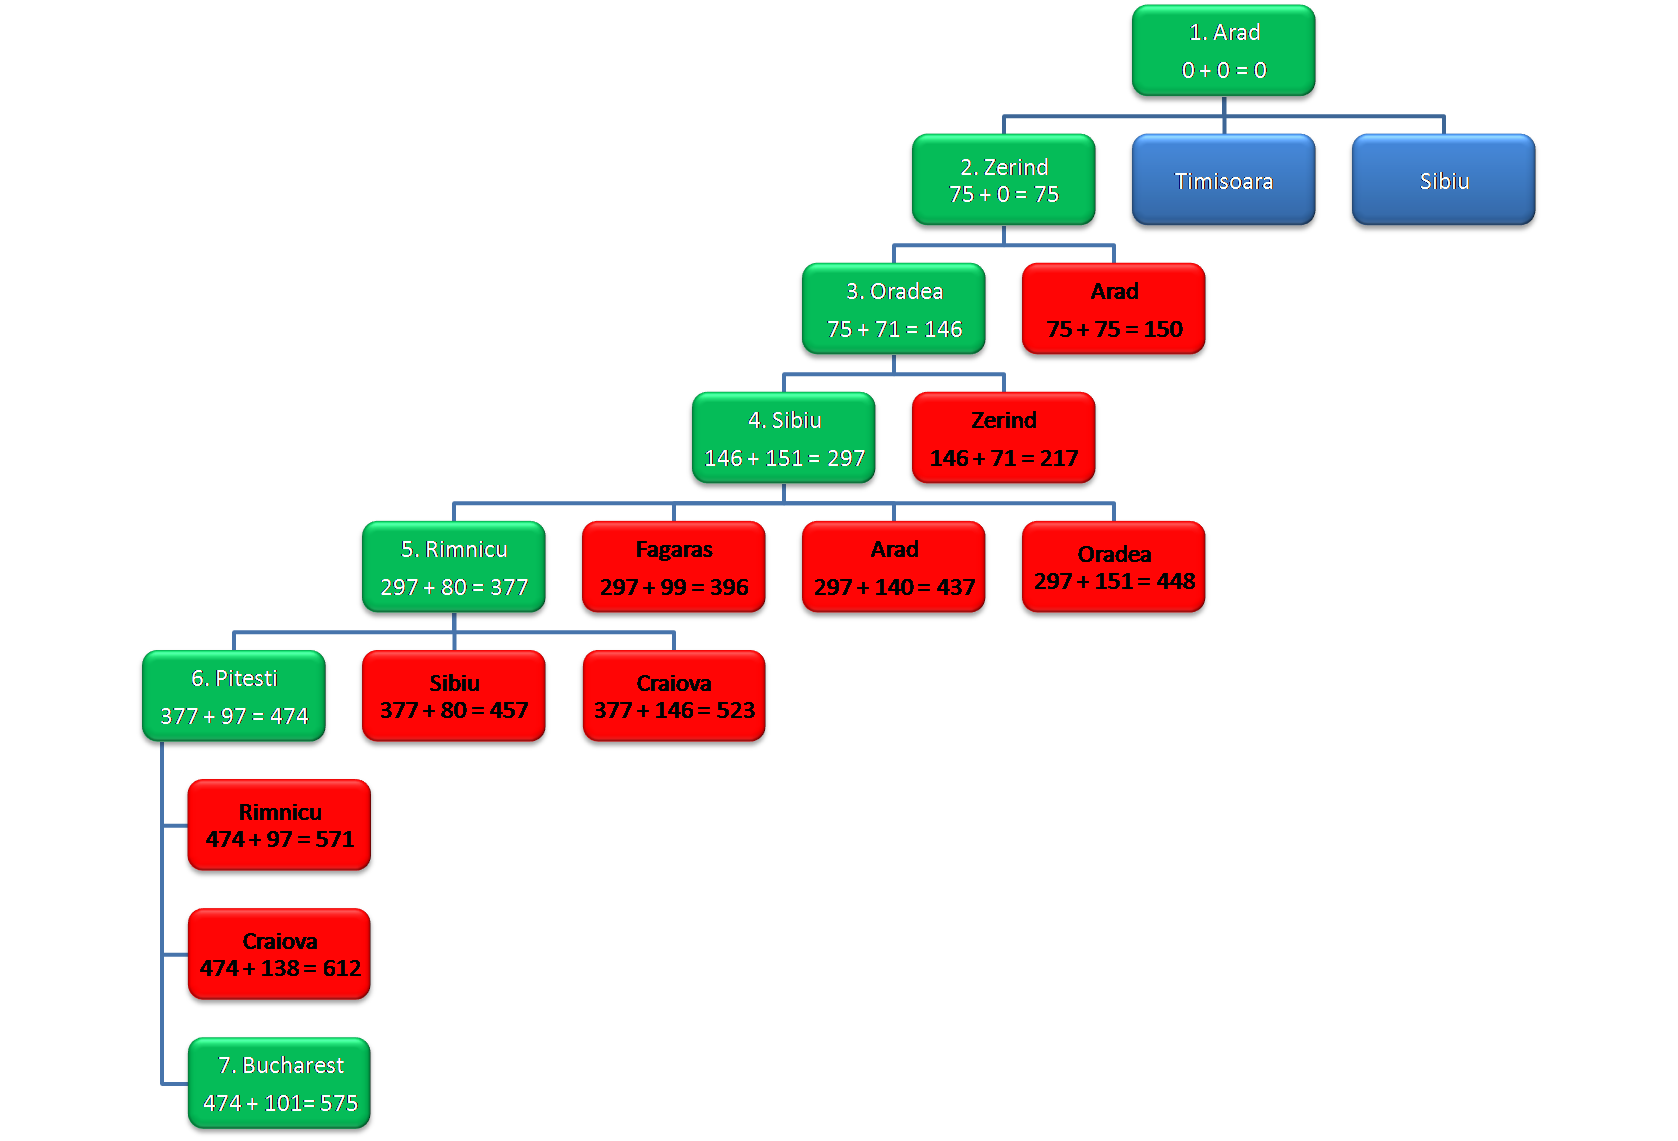 1. Arad
0 + 0 = 0
2. Zerind
75 + 0 = 75
Timisoara
Sibiu
3. Oradea
75 + 71 = 146
Arad
75 + 75 = 150
4. Sibiu
146 + 151 = 297
Zerind
146 + 71 = 217
5. Rimnicu
297 + 80 = 377
Fagaras
297 + 99 = 396
Arad
297 + 140 = 437
Oradea
297 + 151 = 448
6. Pitesti
377 + 97 = 474
Sibiu
377 + 80 = 457
Craiova
377 + 146 = 523
Rimnicu
474 + 97 = 571
Craiova
474 + 138 = 612
7. Bucharest
474 + 101= 575